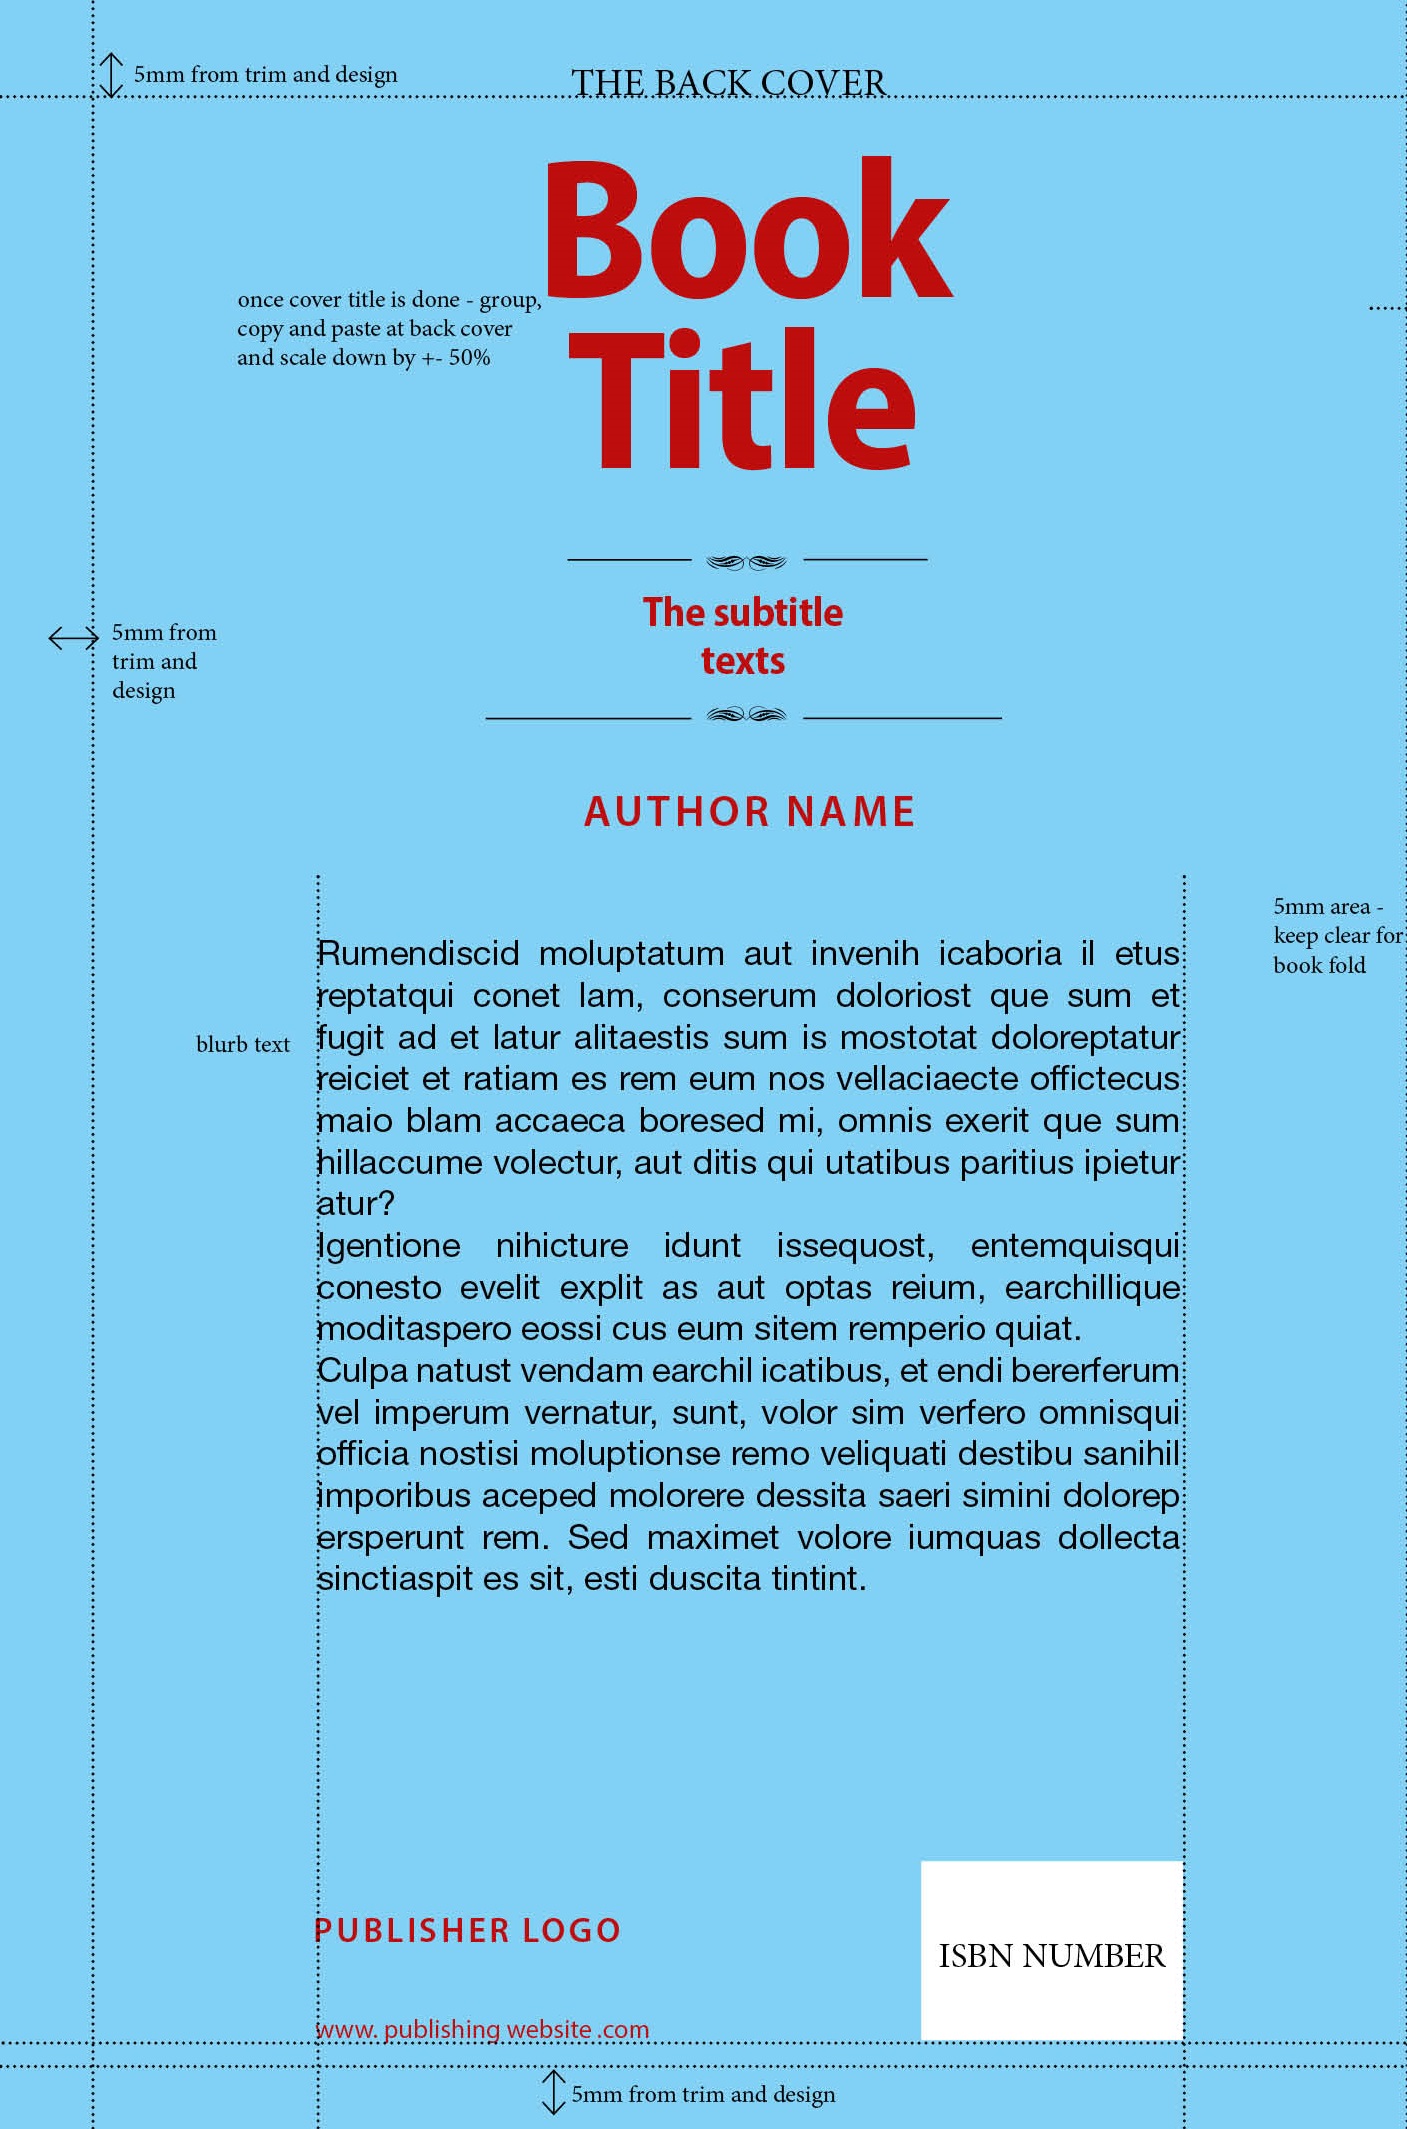 5mm from trim and design
THE BACK COVER
Book
Title
once cover title is done - group,
copy and paste at back cover
and scale down by +- 50%
The subtitle
texts
5mm from
trim and
design
AUTHOR NAME
5mm area -
keep clear for
book fold
blurb text
Rumendiscid moluptatum aut invenih icaboria il etus
reptatqui conet lam, conserum doloriost que sum et
fugit ad et latur alitaestis sum is mostotat doloreptatur
reiciet et ratiam es rem eum nos vellaciaecte offictecus
maio blam accaeca boresed mi, omnis exerit que sum
hillaccume volectur, aut ditis qui utatibus paritius ipietur
atur?
Igentione nihicture idunt issequost, entemquisqui
conesto evelit explit as aut optas reium, earchillique
moditaspero eossi cus eum sitem remperio quiat.
Culpa natust vendam earchil icatibus, et endi bererferum
vel imperum vernatur, sunt, volor sim verfero omnisqui
officia nostisi moluptionse remo veliquati destibu sanihil
imporibus aceped molorere dessita saeri simini dolorep
ersperunt rem. Sed maximet volore iumquas dollecta
sinctiaspit es sit, esti duscita tintint.
PUBLISHER LOGO
ISBN NUMBER
www. publishing website .com
5mm from trim and design